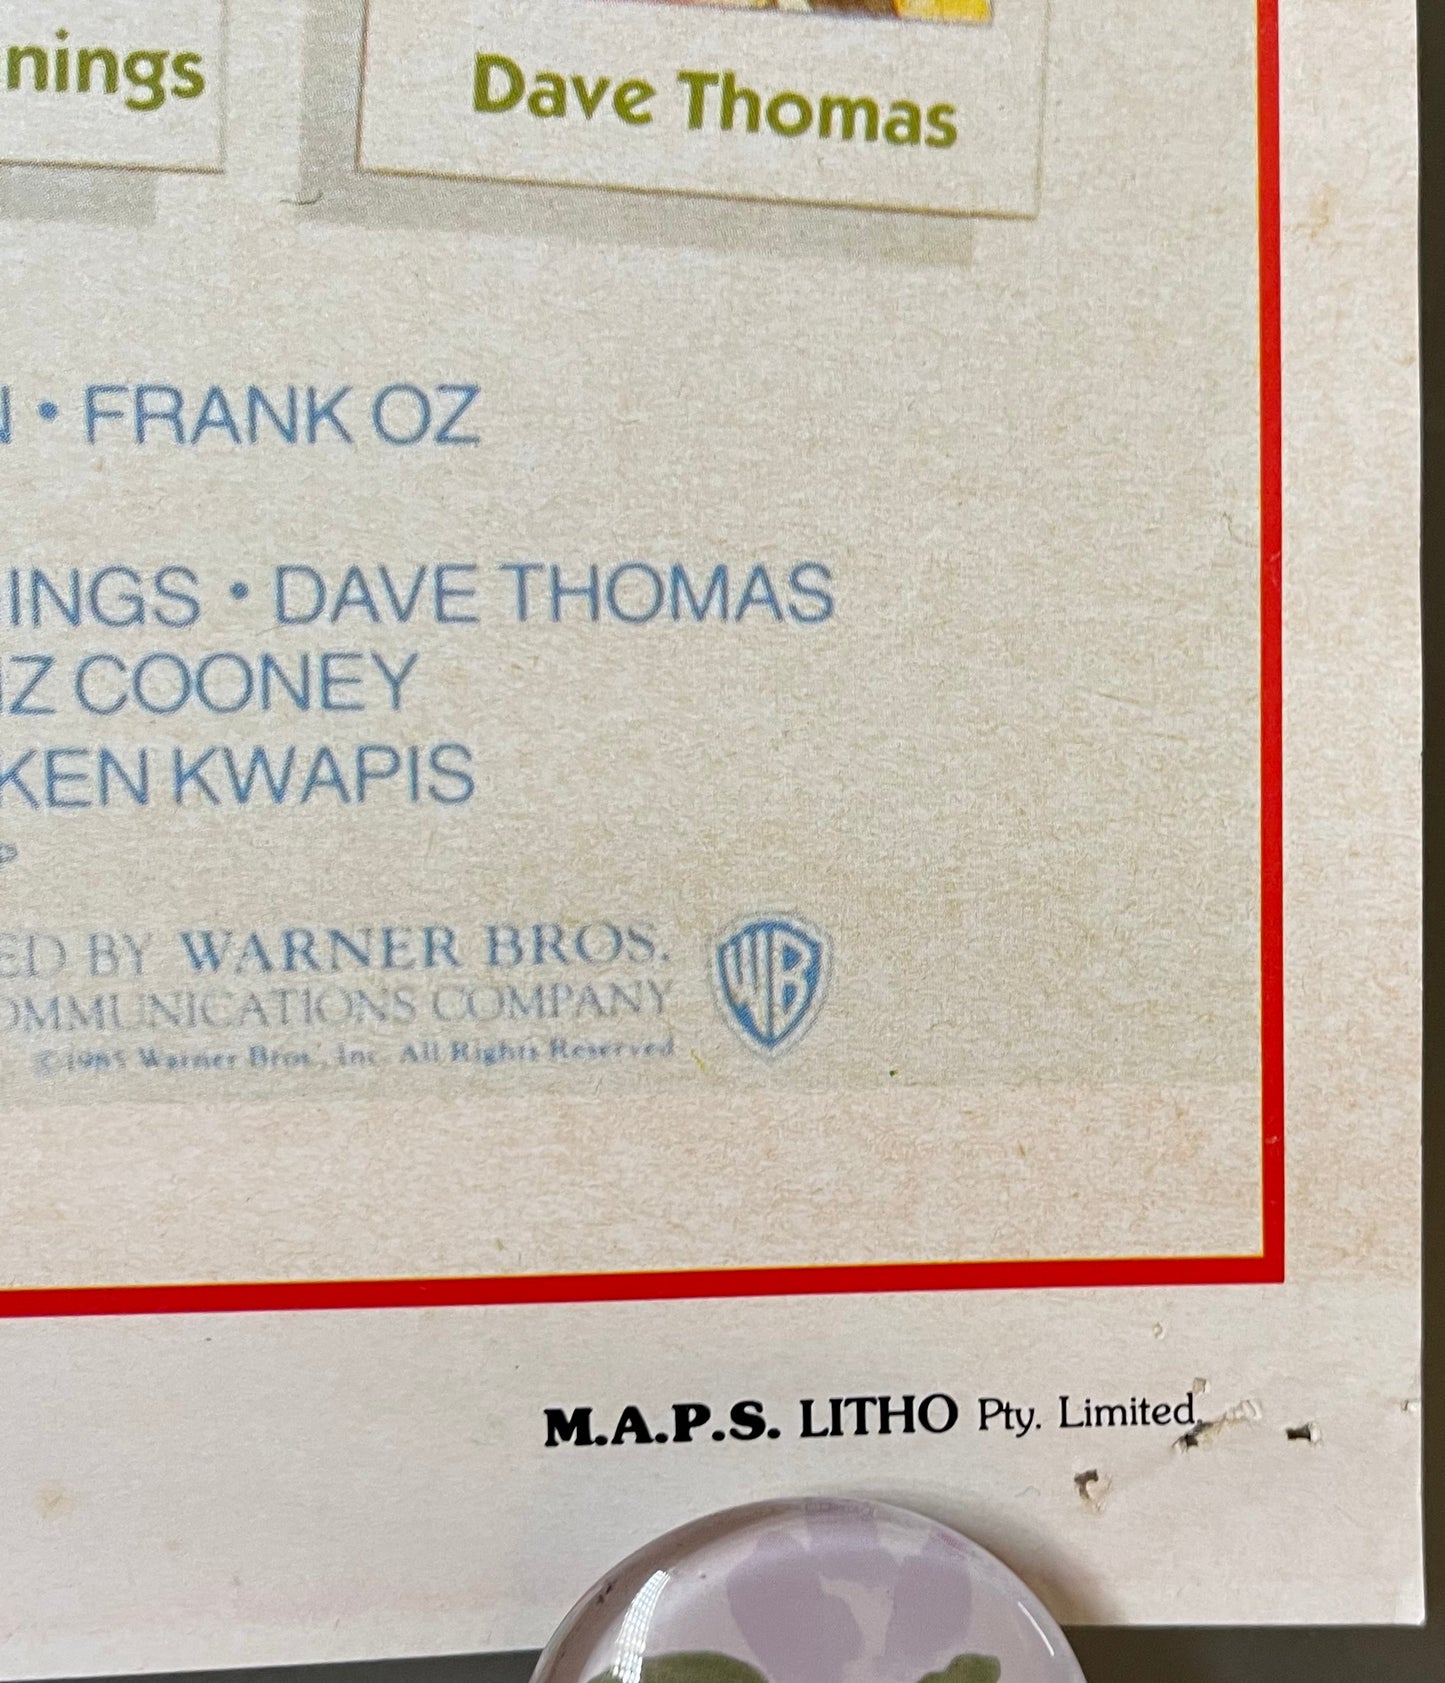 nings
Dave Thomas
N • FRANK OZ
INGS • DAVE THOMAS
IZ COONEY
KEN KWAPIS
P
ED BY WARNER BROS.
OMMUNICATIONS COMPANY
©1985 Warner Bros., Inc. All Rights Reserved
WB
M.A.P.S. LITHO Pty. Limited.